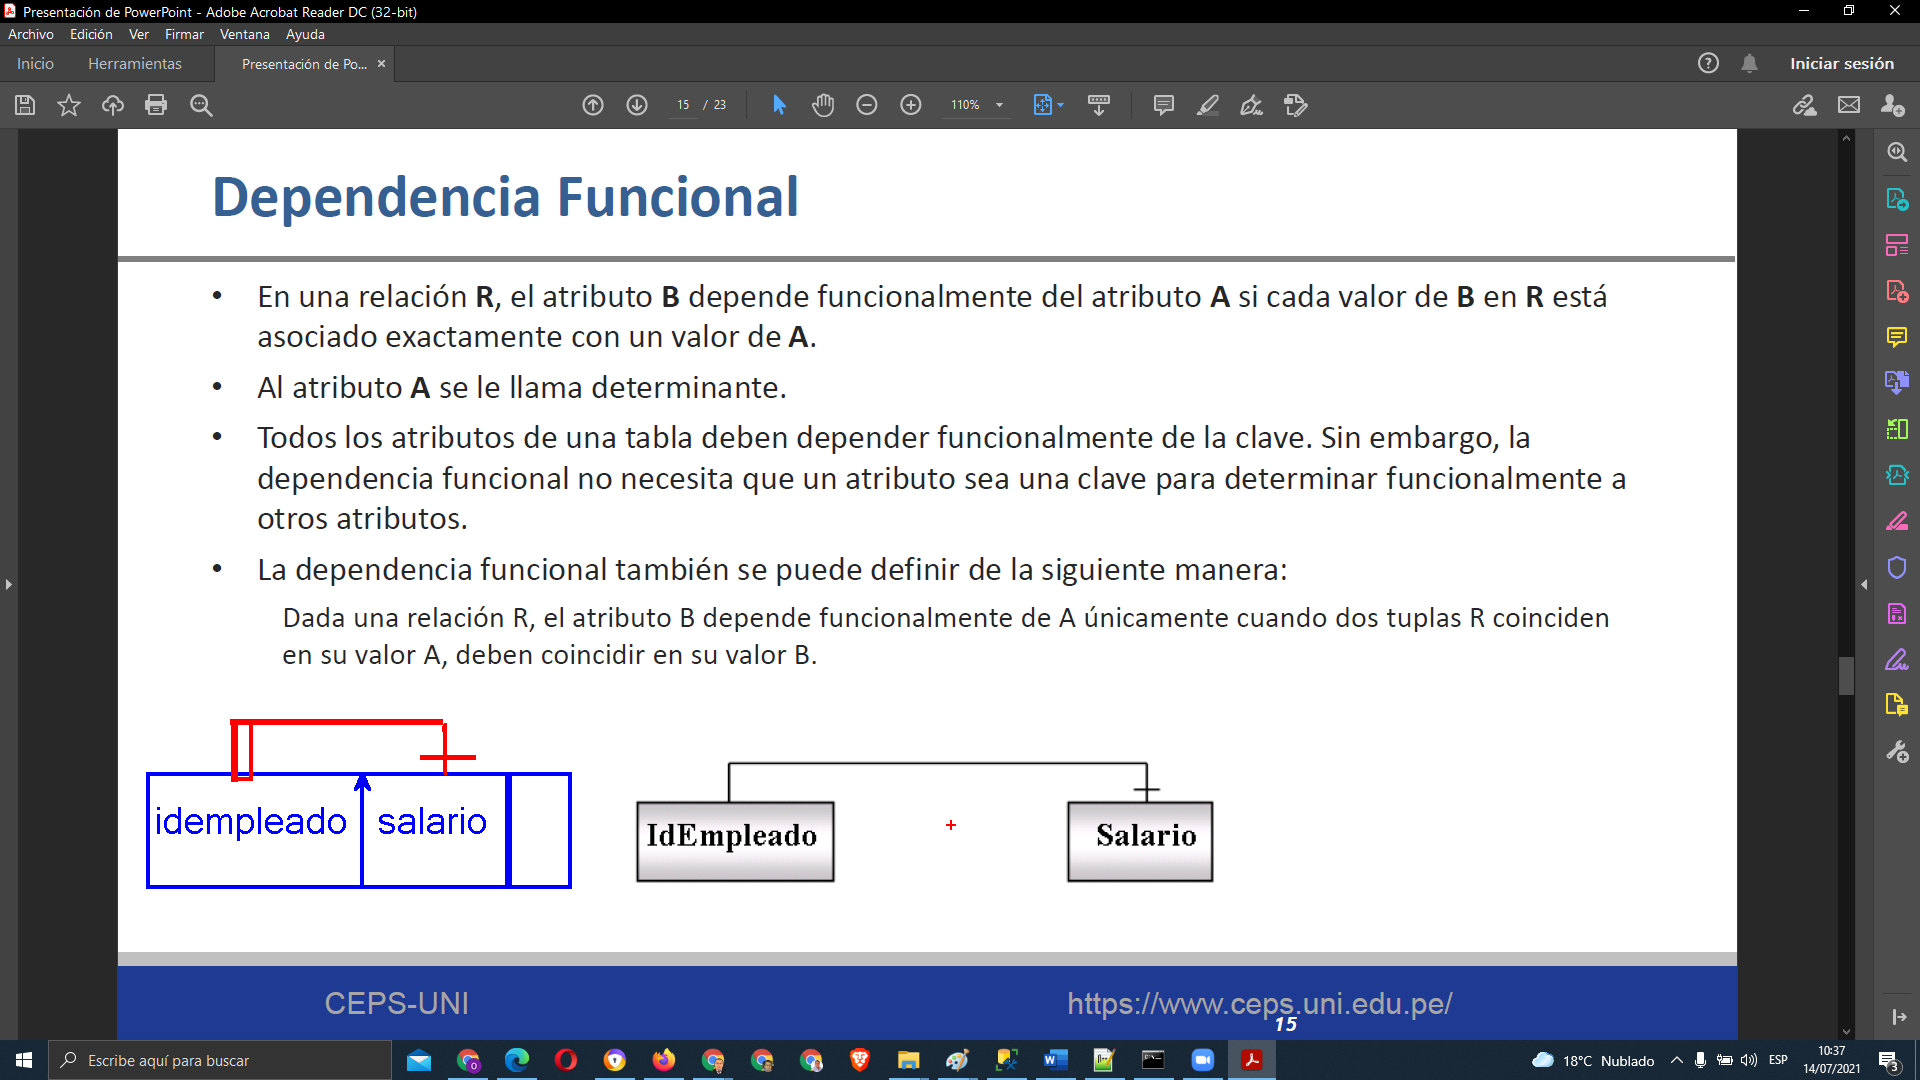 Presentación de PowerPoint - Adobe Acrobat Reader DC (32-bit)
Archivo Edición Ver Firmar Ventana Ayuda
Inicio Herramientas Presentación de Po... × Iniciar sesión
15 / 23 110%
Dependencia Funcional
• En una relación R, el atributo B depende funcionalmente del atributo A si cada valor de B en R está
asociado exactamente con un valor de A.
• Al atributo A se le llama determinante.
• Todos los atributos de una tabla deben depender funcionalmente de la clave. Sin embargo, la
dependencia funcional no necesita que un atributo sea una clave para determinar funcionalmente a
otros atributos.
• La dependencia funcional también se puede definir de la siguiente manera:
Dada una relación R, el atributo B depende funcionalmente de A únicamente cuando dos tuplas R coinciden
en su valor A, deben coincidir en su valor B.
idempleado salario
IdEmpleado Salario
CEPS-UNI https://www.ceps.uni.edu.pe/
15
Escribe aquí para buscar
18°C Nublado ESP 10:37
14/07/2021 3